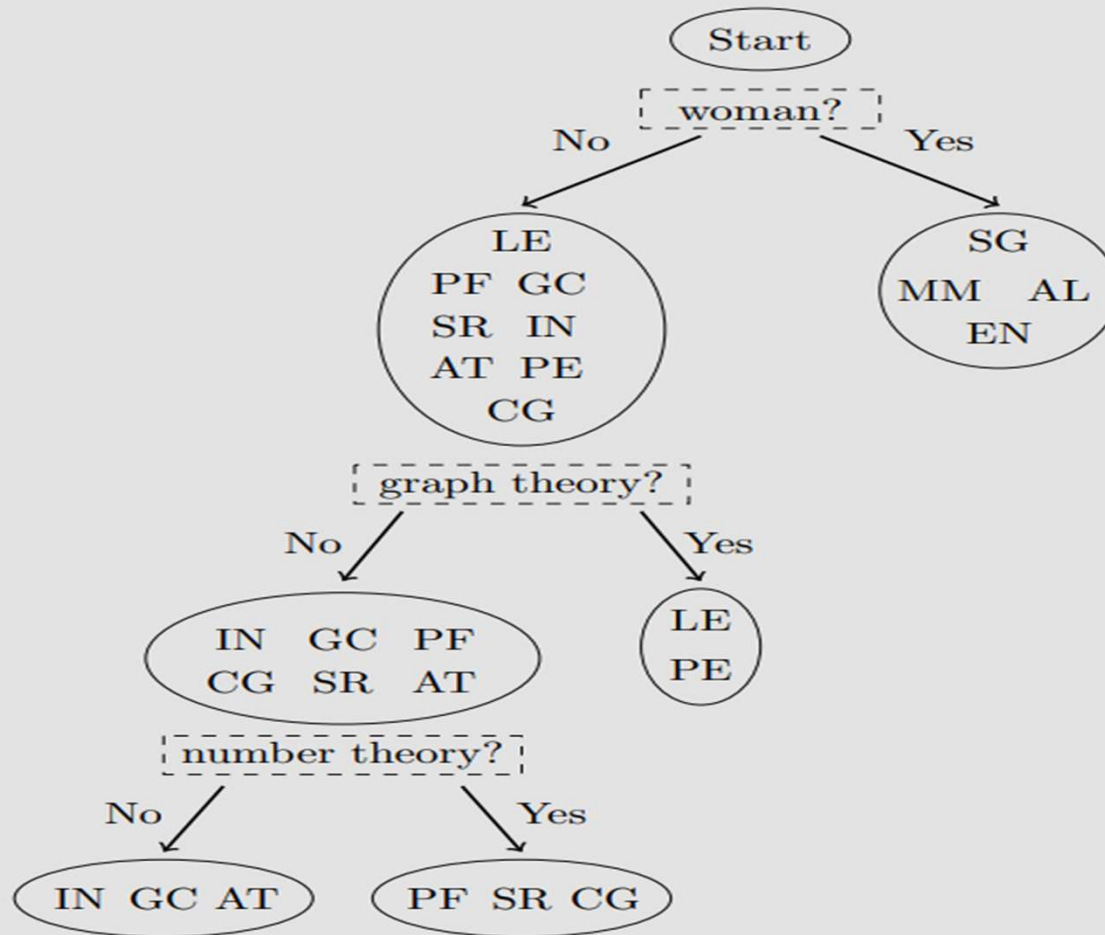 Start
woman?
No Yes
LE
PF GC
SR IN
AT PE
CG
SG
MM AL
EN
graph theory?
No Yes
IN GC PF
CG SR AT
LE
PE
number theory?
No Yes
IN GC AT
PF SR CG